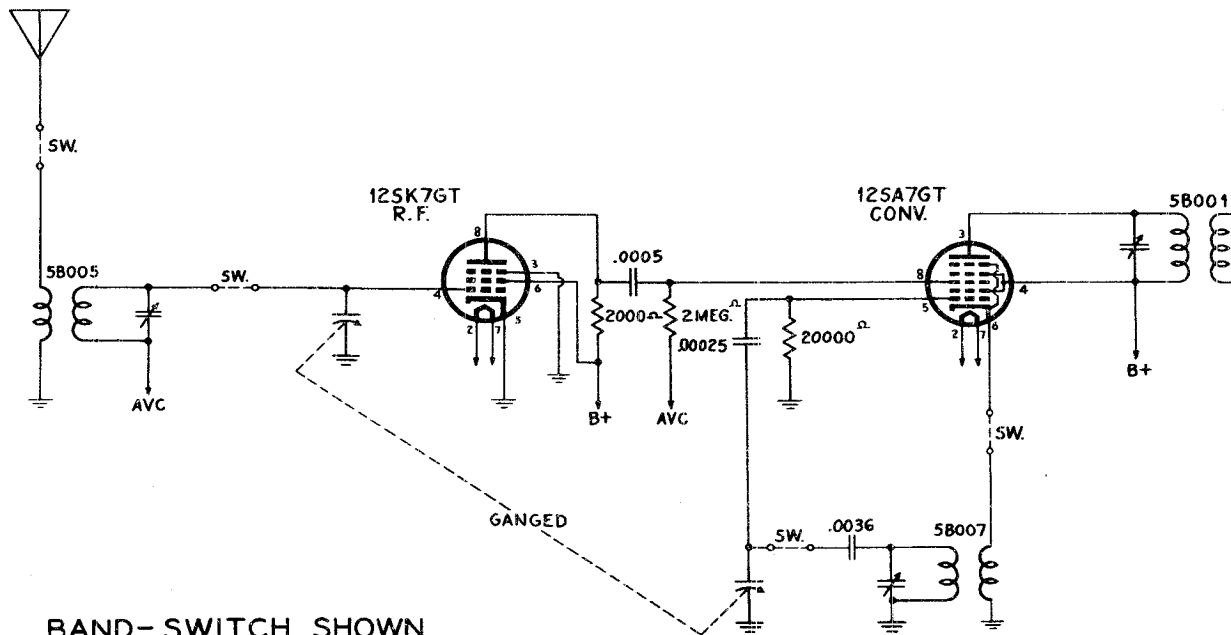 SW.
12SK7GT
R.F.
12SA7GT
CONV.
5B001
8
3
.0005
3
5B005
SW.
4
6
8
4
2
7
5
2000Ω
2 MEG.Ω
5
.00025
20000Ω
2
7
6
AVC
B+
AVC
B+
SW.
GANGED
SW.
.0036
5B007
BAND-SWITCH SHOWN